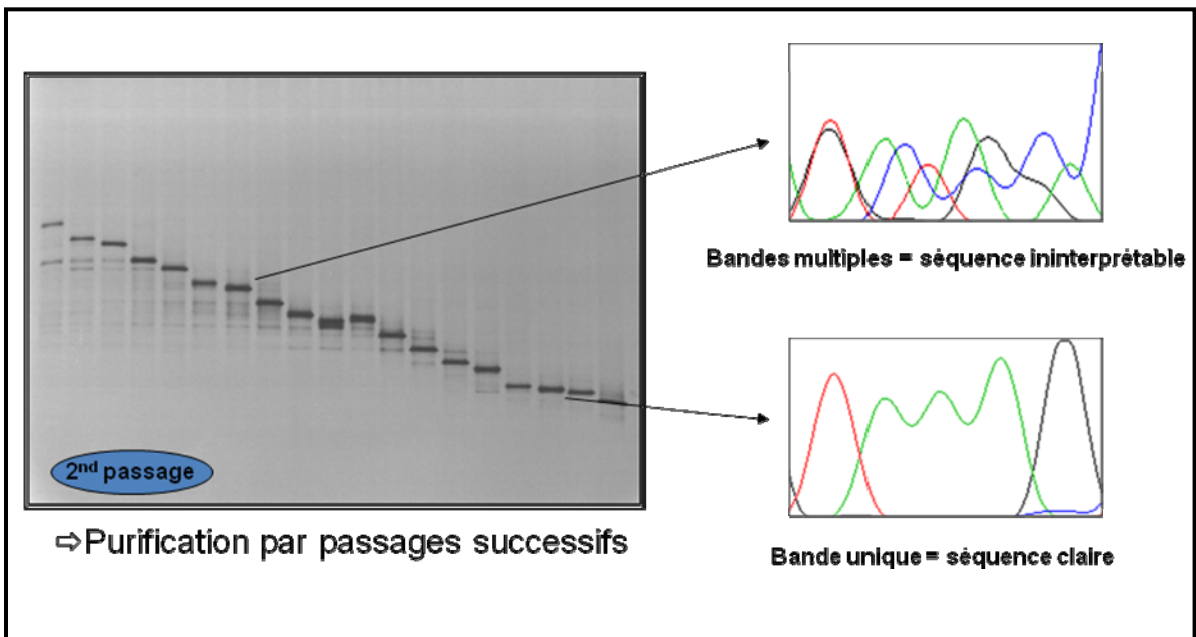 Bandes multiples = séquence ininterprétable
2nd passage
⇨Purification par passages successifs
Bande unique = séquence claire